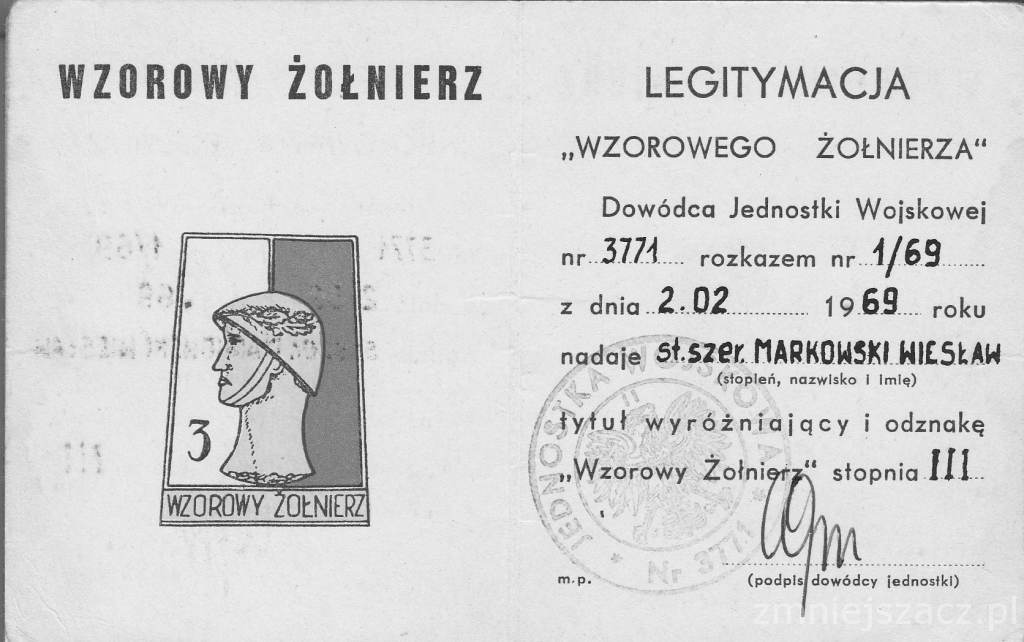 WZOROWY ŻOŁNIERZ
3
WZOROWY ŻOŁNIERZ
LEGITYMACJA
„WZOROWEGO ŻOŁNIERZA"
Dowódca Jednostki Wojskowej
nr 3771 rozkazem nr 1/69
z dnia 2.02 1969 roku
nadaje st.szer. MARKOWSKI WIESŁAW
(stopień, nazwisko i imię)
tytuł wyróżniający i odznakę
„Wzorowy Żołnierz" stopnia III
JEDNOSTKA WOJSKOWA
* Nr 3771 *
m.p.
(podpis dowódcy jednostki)
zmniejszacz.pl